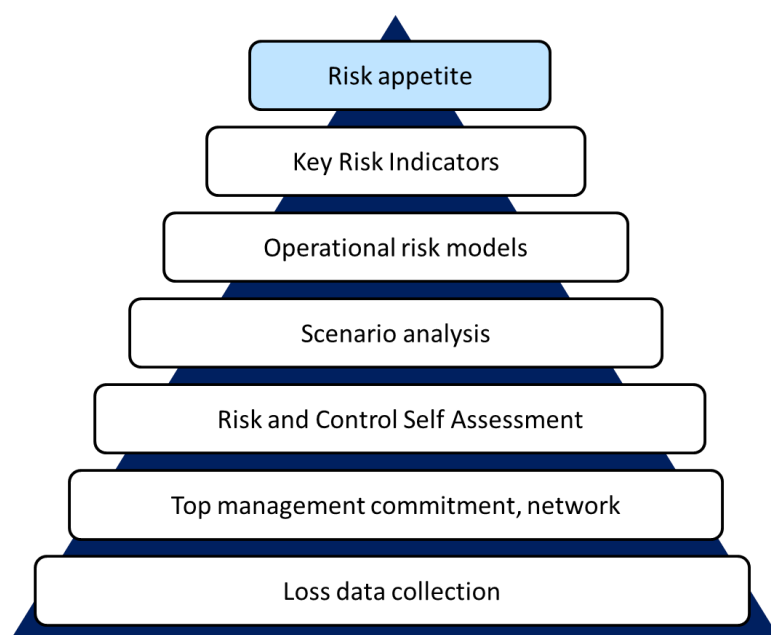 Risk appetite
Key Risk Indicators
Operational risk models
Scenario analysis
Risk and Control Self Assessment
Top management commitment, network
Loss data collection